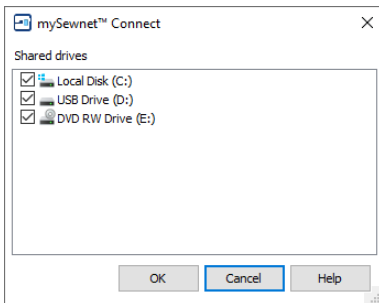 mySewnet™ Connect
Shared drives
Local Disk (C:)
USB Drive (D:)
DVD RW Drive (E:)
OK Cancel Help